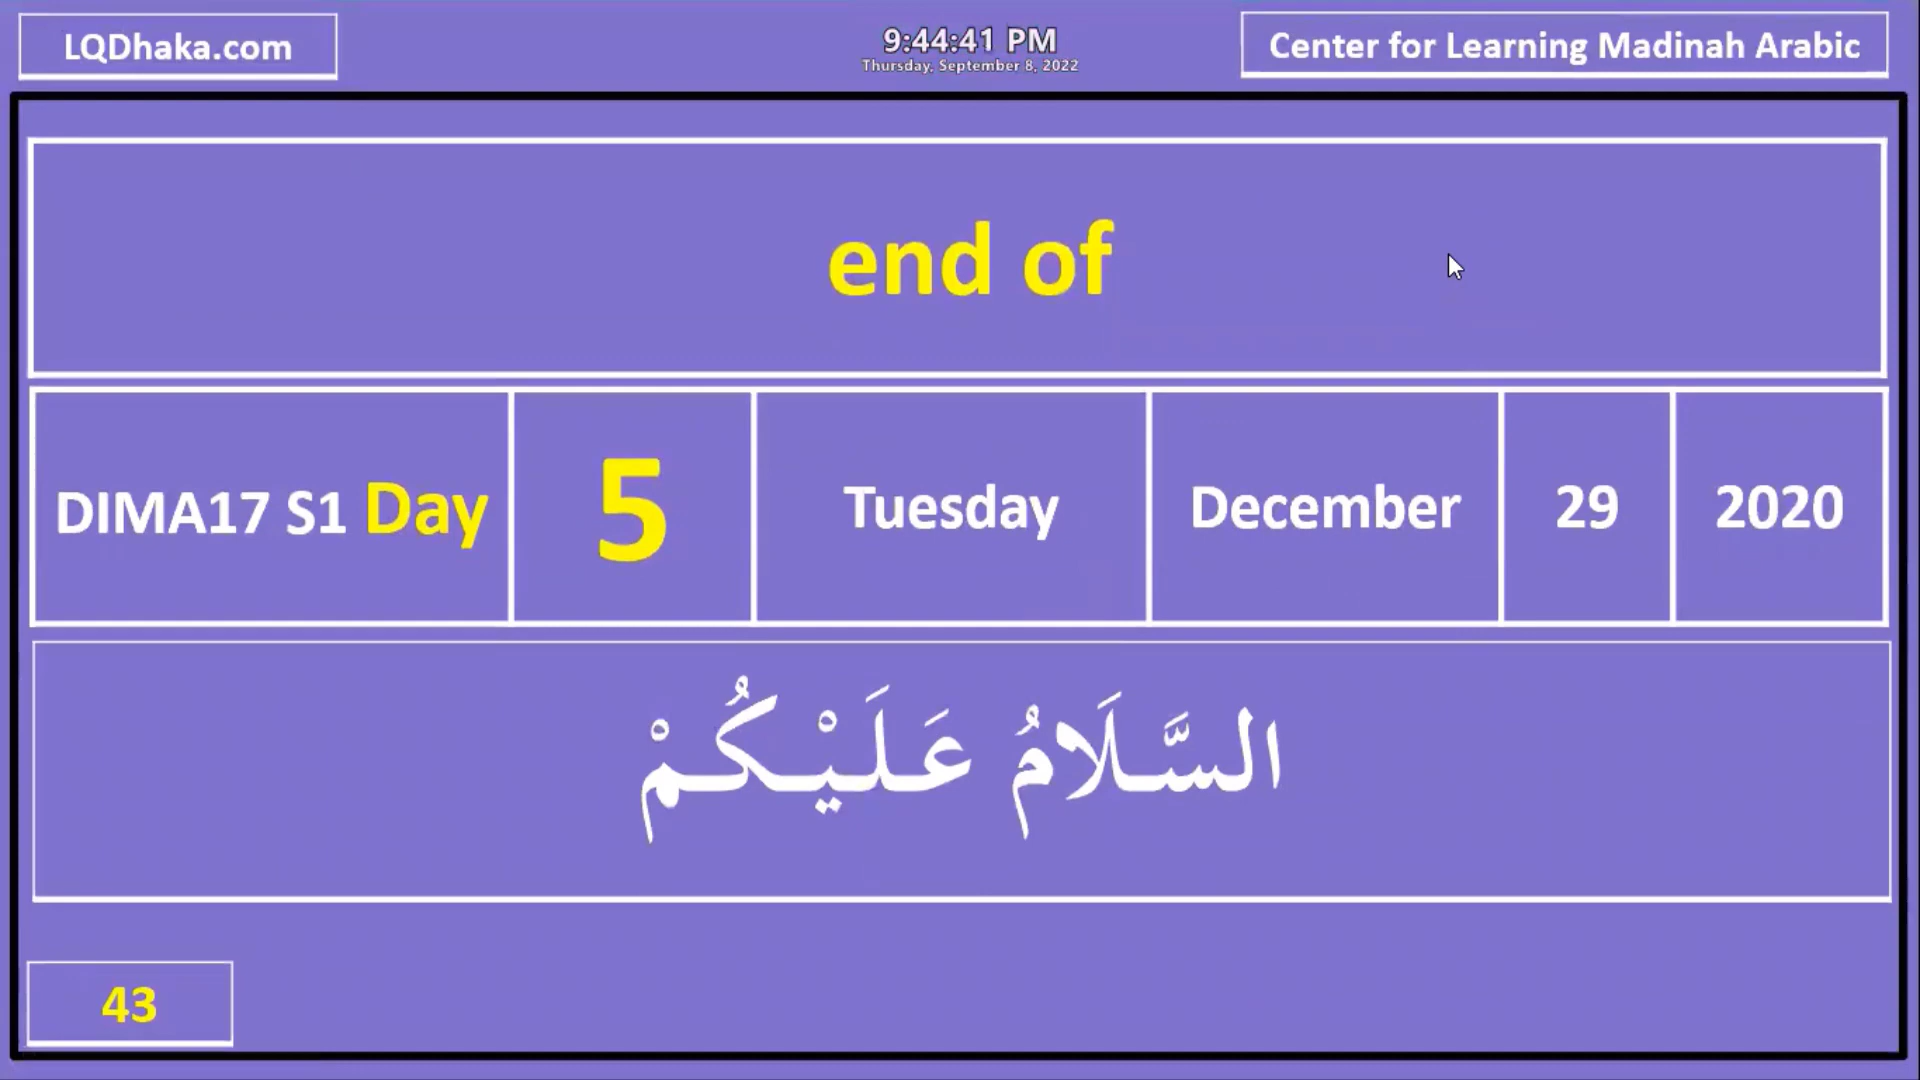 LQDhaka.com
9:44:41 PM
Thursday, September 8, 2022
Center for Learning Madinah Arabic
end of
DIMA17 S1 Day 5 Tuesday December 29 2020
السَّلَامُ عَلَيْكُمْ
43